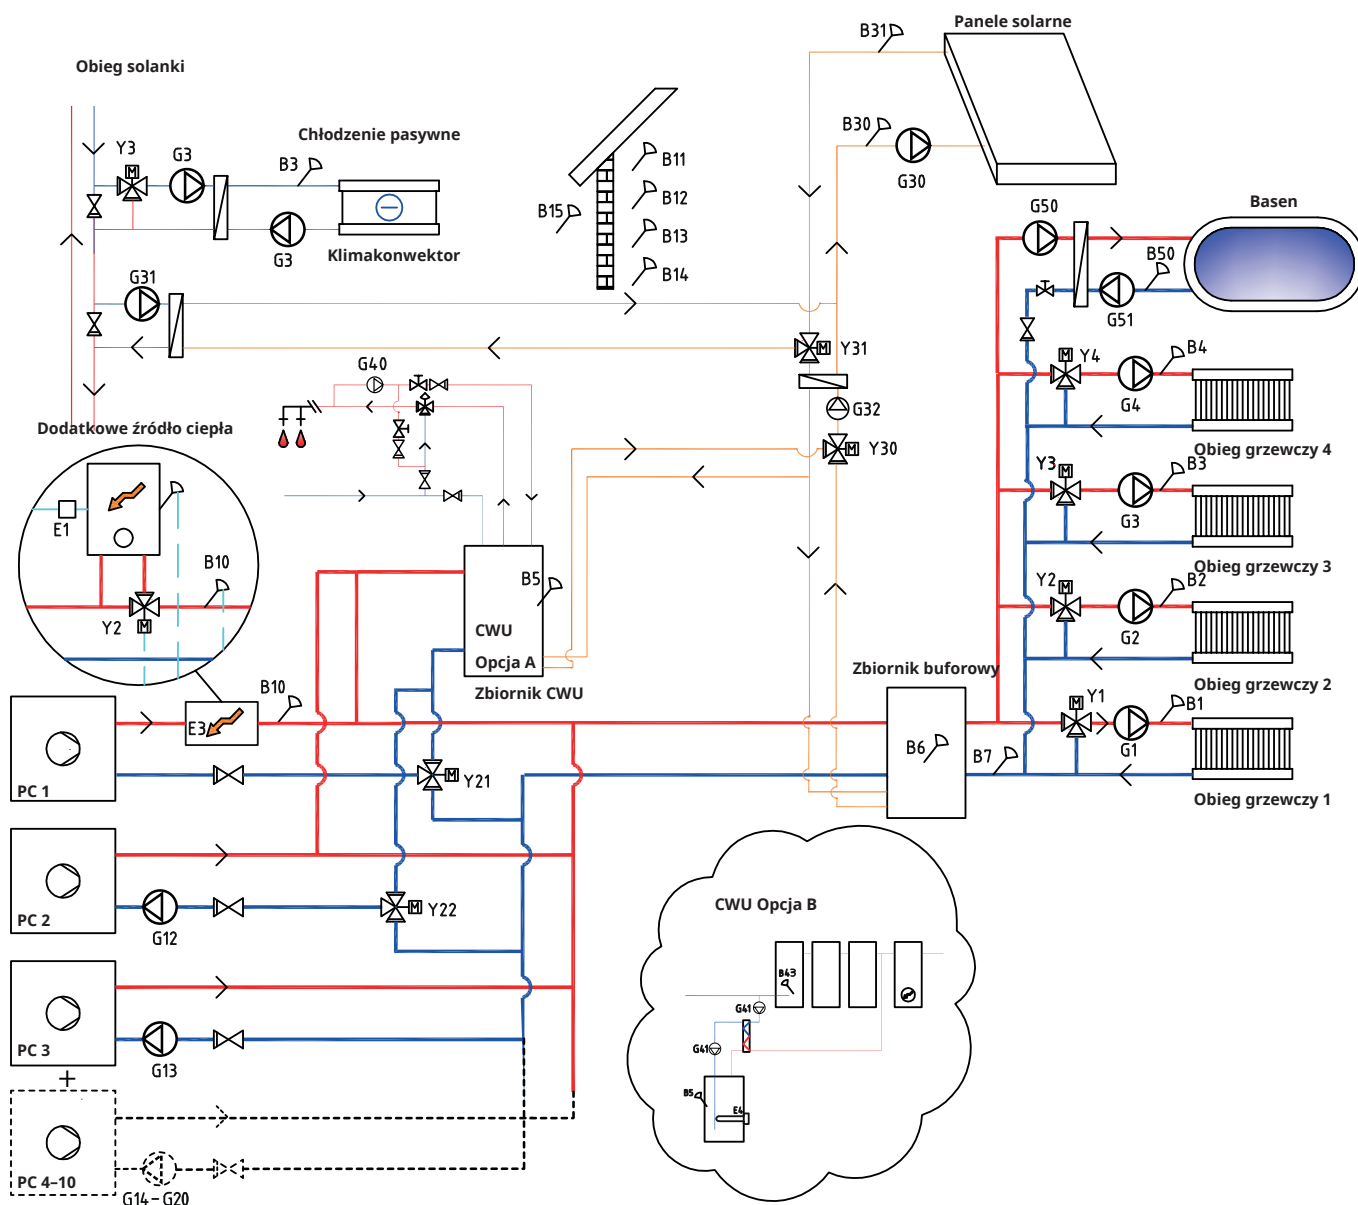 Panele solarne
B31
Obieg solanki
B30
G30
Chłodzenie pasywne
Y3
G3
B3
B11
B12
B15
B13
B14
G3
Klimakonwektor
G50
Basen
B50
G51
G31
Y31
G40
G32
Y30
Y4
B4
G4
Obieg grzewczy 4
Dodatkowe źródło ciepła
E1
B10
Y2
M
Y3
B3
G3
Obieg grzewczy 3
Y2
B2
G2
Obieg grzewczy 2
B5
CWU
Opcja A
Zbiornik CWU
Zbiornik buforowy
B10
E3
B6
B7
Y1
B1
G1
Obieg grzewczy 1
PC 1
Y21
PC 2
G12
Y22
CWU Opcja B
B43
G41
G41
B5
E4
PC 3
G13
+
PC 4–10
G14–G20